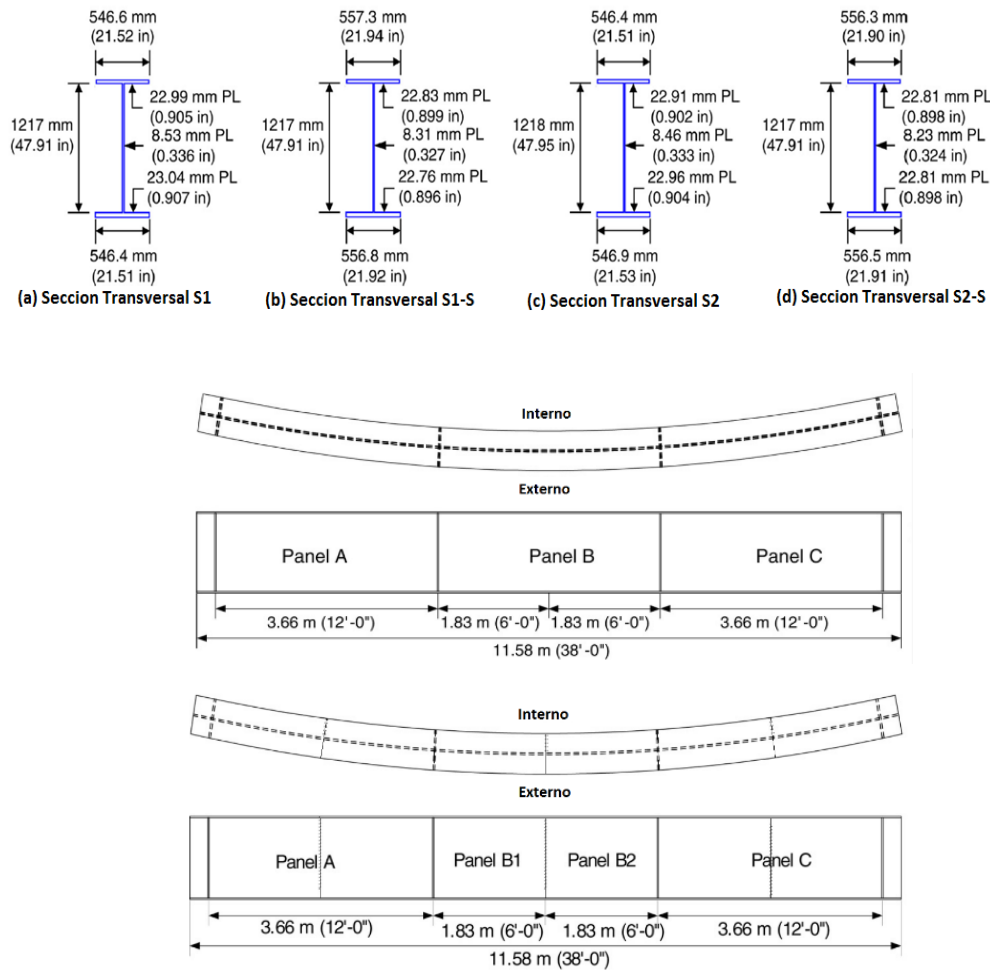 546.6 mm
(21.52 in)
1217 mm
(47.91 in)
22.99 mm PL
(0.905 in)
8.53 mm PL
(0.336 in)
23.04 mm PL
(0.907 in)
546.4 mm
(21.51 in)
(a) Seccion Transversal S1
557.3 mm
(21.94 in)
1217 mm
(47.91 in)
22.83 mm PL
(0.899 in)
8.31 mm PL
(0.327 in)
22.76 mm PL
(0.896 in)
556.8 mm
(21.92 in)
(b) Seccion Transversal S1-S
546.4 mm
(21.51 in)
1218 mm
(47.95 in)
22.91 mm PL
(0.902 in)
8.46 mm PL
(0.333 in)
22.96 mm PL
(0.904 in)
546.9 mm
(21.53 in)
(c) Seccion Transversal S2
556.3 mm
(21.90 in)
1217 mm
(47.91 in)
22.81 mm PL
(0.898 in)
8.23 mm PL
(0.324 in)
22.81 mm PL
(0.898 in)
556.5 mm
(21.91 in)
(d) Seccion Transversal S2-S
Interno
Externo
Panel A
Panel B
Panel C
3.66 m (12'-0")
1.83 m (6'-0")
1.83 m (6'-0")
3.66 m (12'-0")
11.58 m (38'-0")
Interno
Externo
Panel A
Panel B1
Panel B2
Panel C
3.66 m (12'-0")
1.83 m (6'-0")
1.83 m (6'-0")
3.66 m (12'-0")
11.58 m (38'-0")